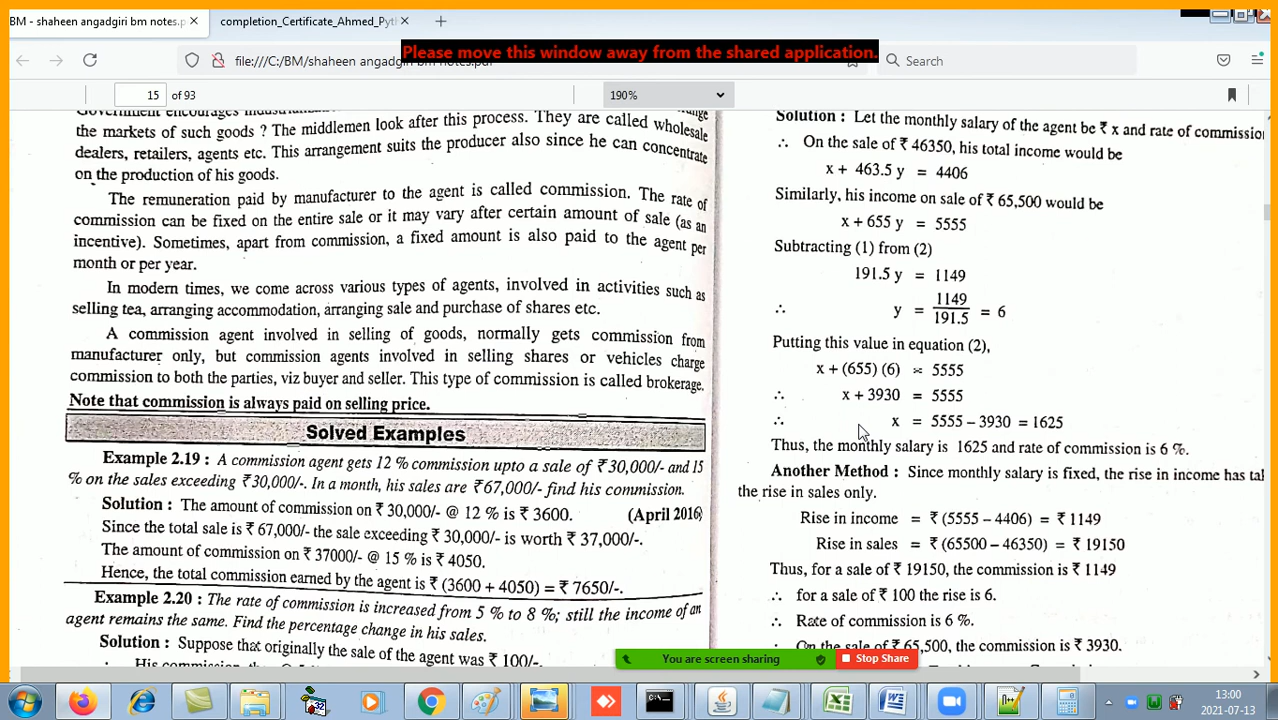 BM - shaheen angadgiri bm notes.p
completion_Certificate_Ahmed_Pyt
Please move this window away from the shared application.
file:///C:/BM/shaheen angadgiri bm notes.pdf
Search
15 of 93
190%
Government encourages
the markets of such goods ? The middlemen look after this process. They are called wholesale
dealers, retailers, agents etc. This arrangement suits the producer also since he can concentrate
on the production of his goods.
The remuneration paid by manufacturer to the agent is called commission. The rate of
commission can be fixed on the entire sale or it may vary after certain amount of sale (as an
incentive). Sometimes, apart from commission, a fixed amount is also paid to the agent per
month or per year.
In modern times, we come across various types of agents, involved in activities such as
selling tea, arranging accommodation, arranging sale and purchase of shares etc.
A commission agent involved in selling of goods, normally gets commission from
manufacturer only, but commission agents involved in selling shares or vehicles charge
commission to both the parties, viz buyer and seller. This type of commission is called brokerage.
Note that commission is always paid on selling price.
Solved Examples
Example 2.19 : A commission agent gets 12 % commission upto a sale of ₹30,000/- and 15
% on the sales exceeding ₹30,000/-. In a month, his sales are ₹67,000/- find his commission.
Solution : The amount of commission on ₹ 30,000/- @ 12 % is ₹ 3600. (April 2016)
Since the total sale is ₹ 67,000/- the sale exceeding ₹ 30,000/- is worth ₹ 37,000/-.
The amount of commission on ₹ 37000/- @ 15 % is ₹ 4050.
Hence, the total commission earned by the agent is ₹ (3600 + 4050) = ₹ 7650/-.
Example 2.20 : The rate of commission is increased from 5 % to 8 %; still the income of an
agent remains the same. Find the percentage change in his sales.
Solution : Suppose that originally the sale of the agent was ₹ 100/-.
∴ His commission
Solution : Let the monthly salary of the agent be ₹ x and rate of commission
∴ On the sale of ₹ 46350, his total income would be
x + 463.5 y = 4406
Similarly, his income on sale of ₹ 65,500 would be
x + 655 y = 5555
Subtracting (1) from (2)
191.5 y = 1149
∴ y = 1149/191.5 = 6
Putting this value in equation (2),
x + (655) (6) = 5555
∴ x + 3930 = 5555
∴ x = 5555 – 3930 = 1625
Thus, the monthly salary is 1625 and rate of commission is 6 %.
Another Method : Since monthly salary is fixed, the rise in income has tak
the rise in sales only.
Rise in income = ₹ (5555 – 4406) = ₹ 1149
Rise in sales = ₹ (65500 – 46350) = ₹ 19150
Thus, for a sale of ₹ 19150, the commission is ₹ 1149
∴ for a sale of ₹ 100 the rise is 6.
∴ Rate of commission is 6 %.
∴ On the sale of ₹ 65,500, the commission is ₹ 3930.
You are screen sharing
Stop Share
32
13:00
2021-07-13